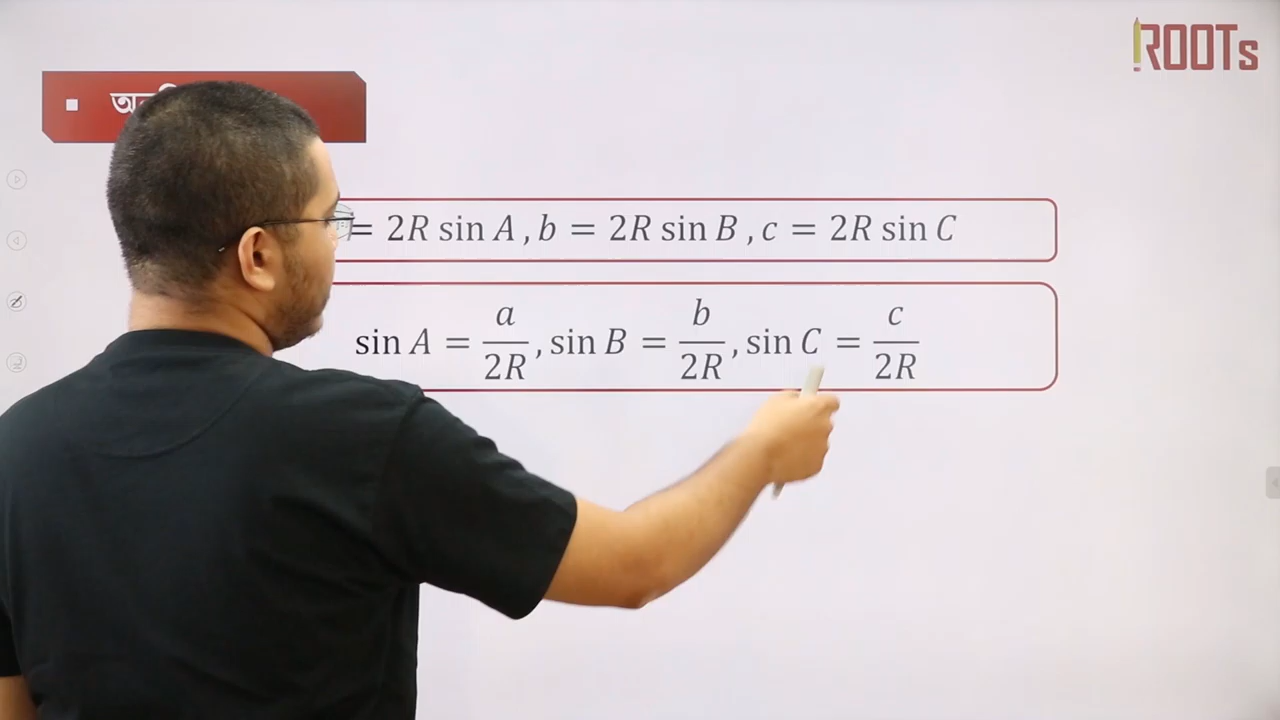 ROOTs
= 2R sin A , b = 2R sin B , c = 2R sin C
sin A = a/2R , sin B = b/2R , sin C = c/2R